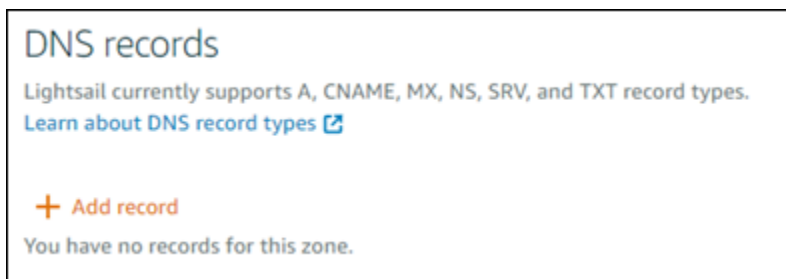 DNS records
Lightsail currently supports A, CNAME, MX, NS, SRV, and TXT record types.
Learn about DNS record types
+ Add record
You have no records for this zone.